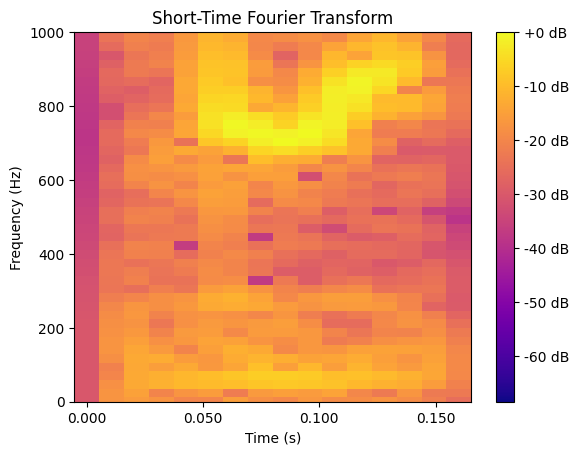 Short-Time Fourier Transform
Frequency (Hz)
1000
800
600
400
200
0
0.000
0.050
0.100
0.150
Time (s)
+0 dB
-10 dB
-20 dB
-30 dB
-40 dB
-50 dB
-60 dB